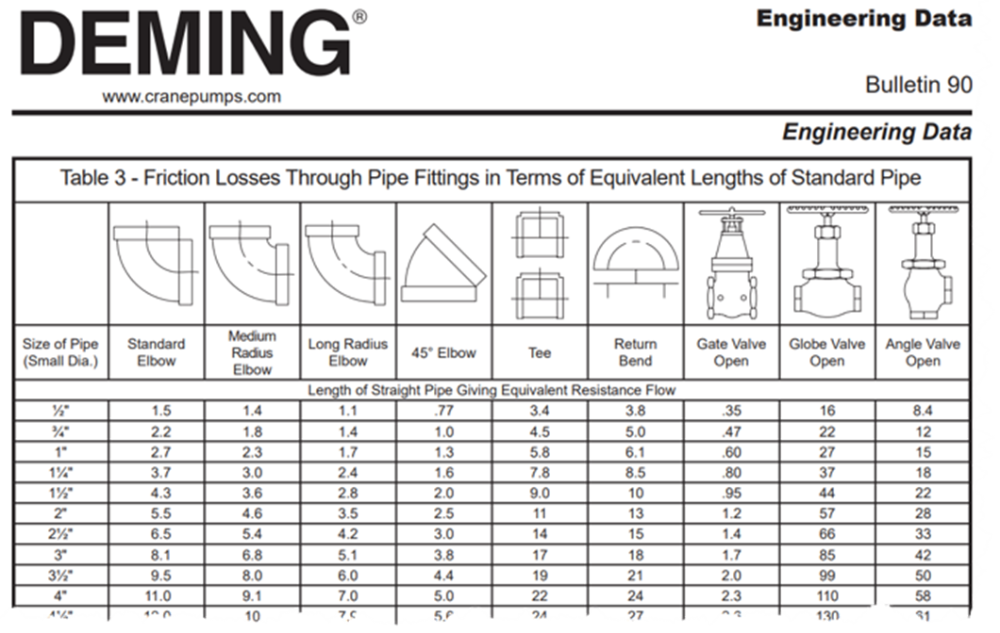 DEMING®
www.cranepumps.com
Engineering Data
Bulletin 90
Engineering Data
Table 3 - Friction Losses Through Pipe Fittings in Terms of Equivalent Lengths of Standard Pipe
Size of Pipe (Small Dia.) Standard Elbow Medium Radius Elbow Long Radius Elbow 45° Elbow Tee Return Bend Gate Valve Open Globe Valve Open Angle Valve Open
Length of Straight Pipe Giving Equivalent Resistance Flow
½" 1.5 1.4 1.1 .77 3.4 3.8 .35 16 8.4
¾" 2.2 1.8 1.4 1.0 4.5 5.0 .47 22 12
1" 2.7 2.3 1.7 1.3 5.8 6.1 .60 27 15
1¼" 3.7 3.0 2.4 1.6 7.8 8.5 .80 37 18
1½" 4.3 3.6 2.8 2.0 9.0 10 .95 44 22
2" 5.5 4.6 3.5 2.5 11 13 1.2 57 28
2½" 6.5 5.4 4.2 3.0 14 15 1.4 66 33
3" 8.1 6.8 5.1 3.8 17 18 1.7 85 42
3½" 9.5 8.0 6.0 4.4 19 21 2.0 99 50
4" 11.0 9.1 7.0 5.0 22 24 2.3 110 58
10 24 27 130